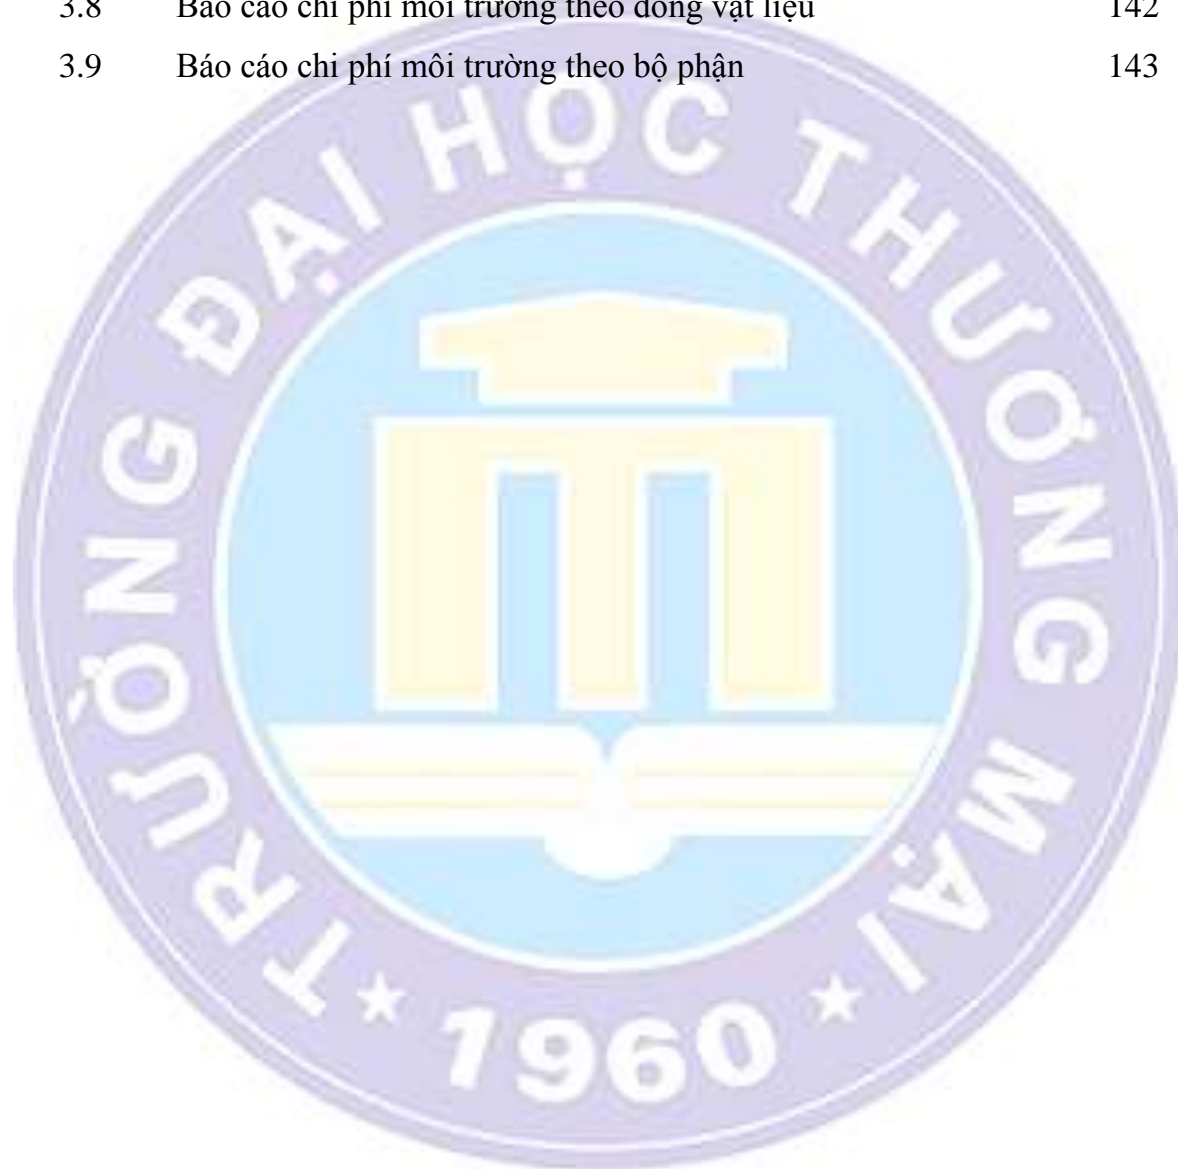 3.8 Báo cáo chi phí môi trường theo dòng vật liệu 142
3.9 Báo cáo chi phí môi trường theo bộ phận 143
TRƯỜNG ĐẠI HỌC THƯƠNG MẠI
1960